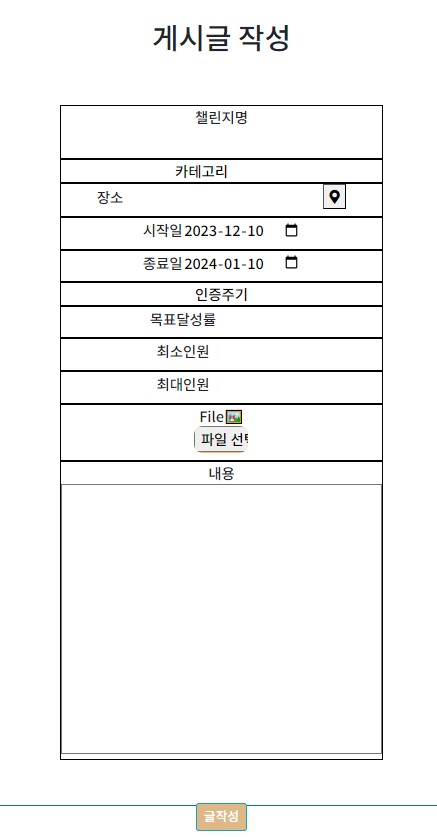 게시글 작성
챌린지명
카테고리
장소
시작일 2023-12-10
종료일 2024-01-10
인증주기
목표달성률
최소인원
최대인원
File
파일 선
내용
글작성